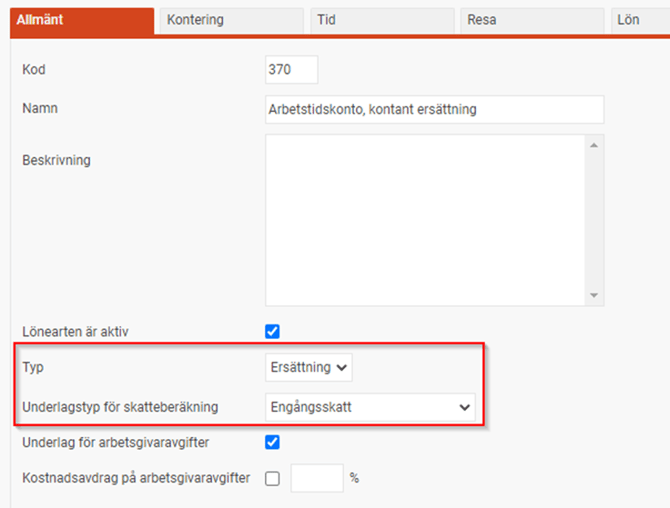 Allmänt Kontering Tid Resa Lön
Kod 370
Namn Arbetstidskonto, kontant ersättning
Beskrivning
Lönearten är aktiv
Typ Ersättning
Underlagstyp för skatteberäkning Engångsskatt
Underlag för arbetsgivaravgifter
Kostnadsavdrag på arbetsgivaravgifter %